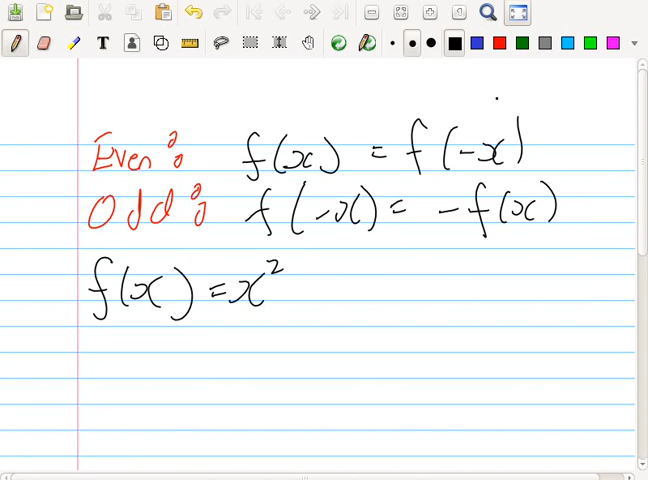 Even: f(x) = f(-x)
Odd: f(-x) = -f(x)
f(x) = x²